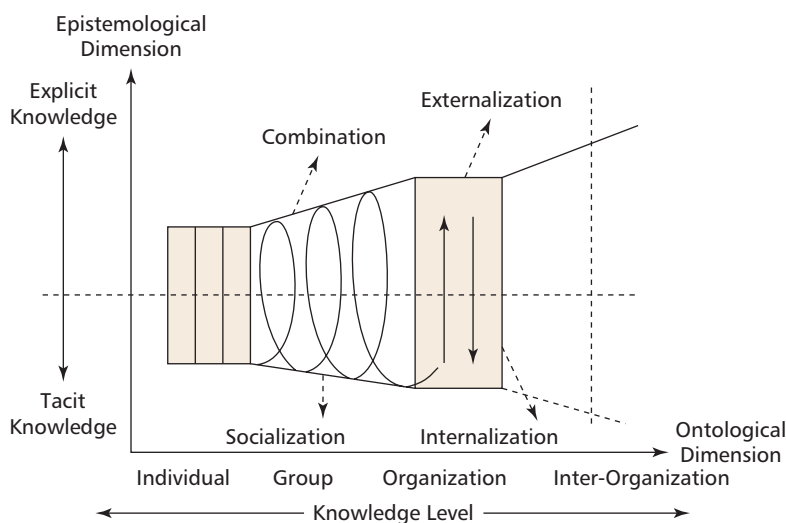 Epistemological
Dimension
Explicit
Knowledge
Externalization
Combination
Tacit
Knowledge
Socialization
Internalization
Ontological
Dimension
Individual
Group
Organization
Inter-Organization
Knowledge Level